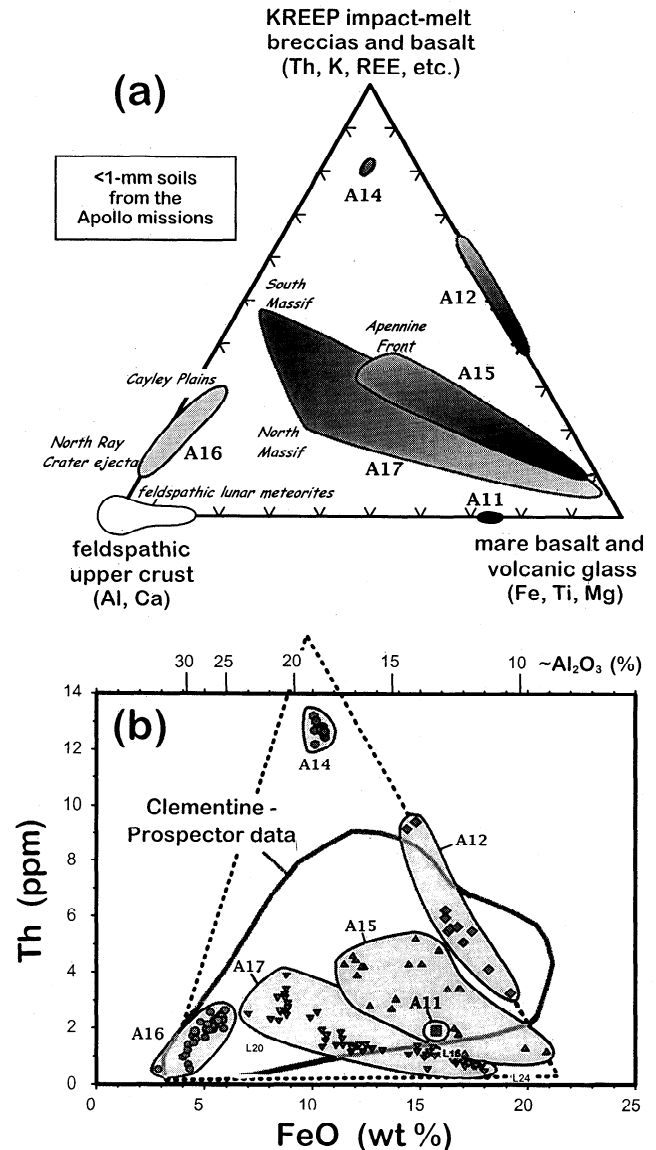 KREEP impact-melt
breccias and basalt
(Th, K, REE, etc.)
(a)
<1-mm soils
from the
Apollo missions
A14
A12
South
Massif
Apennine
Front
A15
Cayley Plains
North Ray
Crater ejecta
A16
North
Massif
A17
feldspathic lunar meteorites
A11
feldspathic
upper crust
(Al, Ca)
mare basalt and
volcanic glass
(Fe, Ti, Mg)
30 25 20 15 10 ~Al₂O₃ (%)
(b)
14
12
10
8
6
4
2
0
Th (ppm)
A14
Clementine -
Prospector data
A12
A15
A17
A11
A16
L20
L16
L24
0 5 10 15 20 25
FeO (wt %)